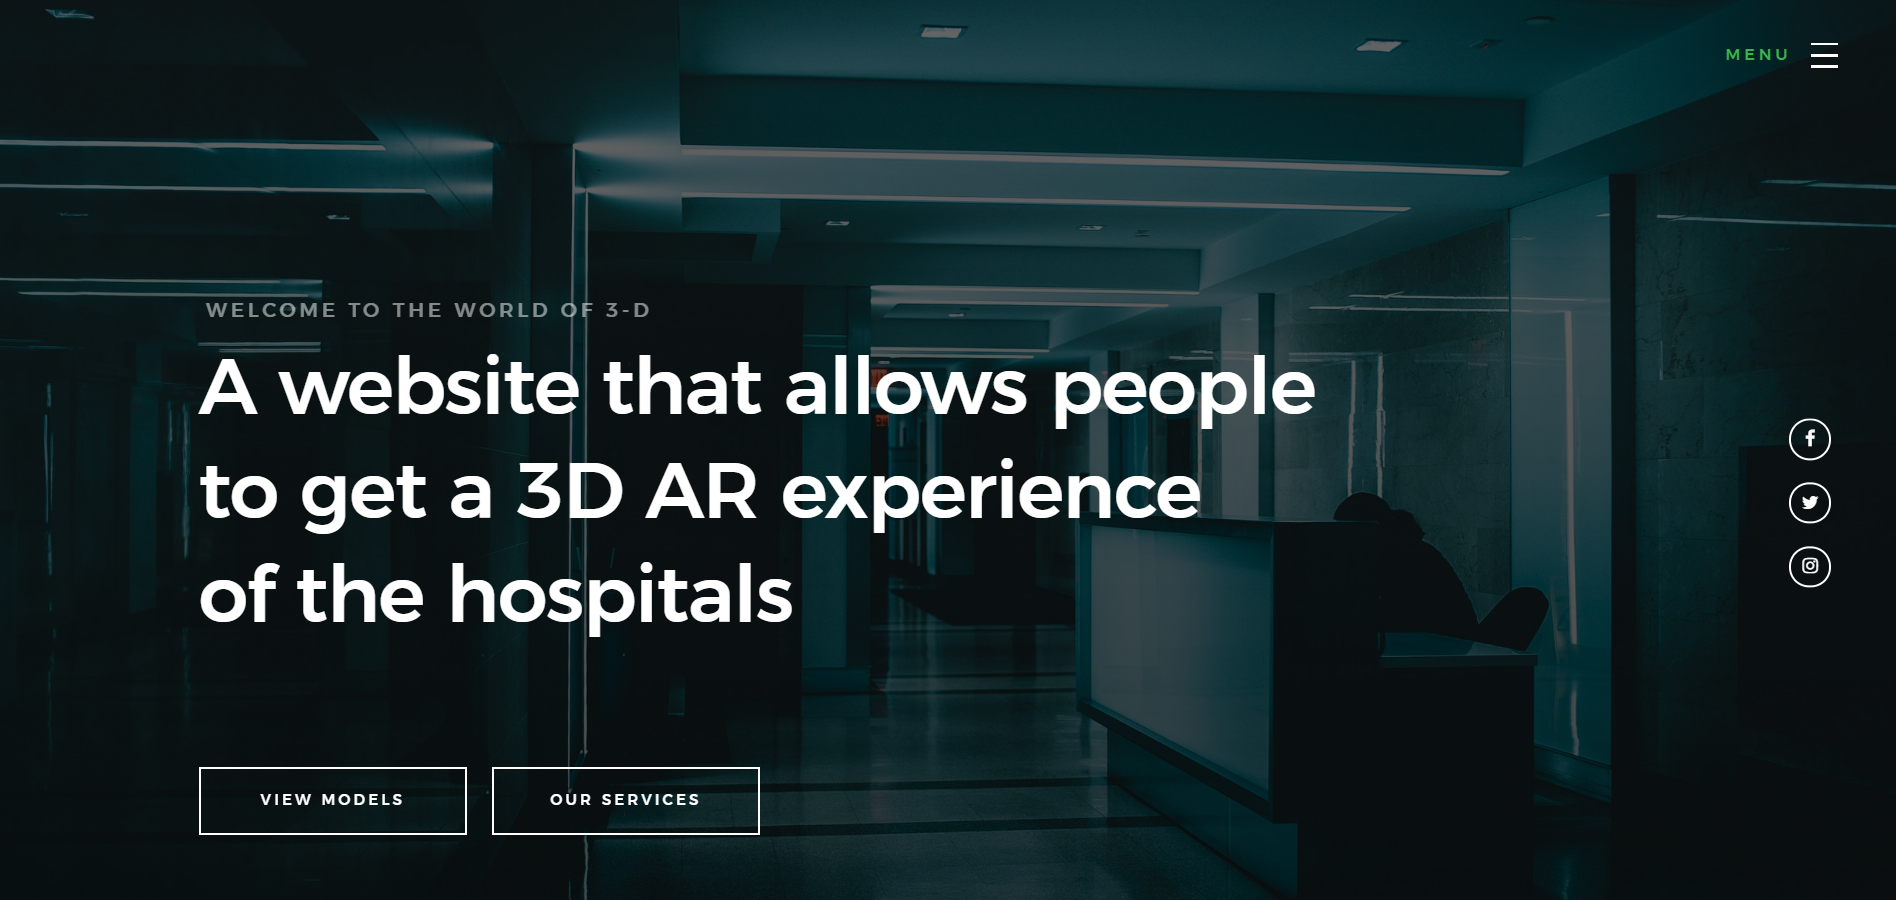 MENU
WELCOME TO THE WORLD OF 3-D
A website that allows people
to get a 3D AR experience
of the hospitals
VIEW MODELS
OUR SERVICES